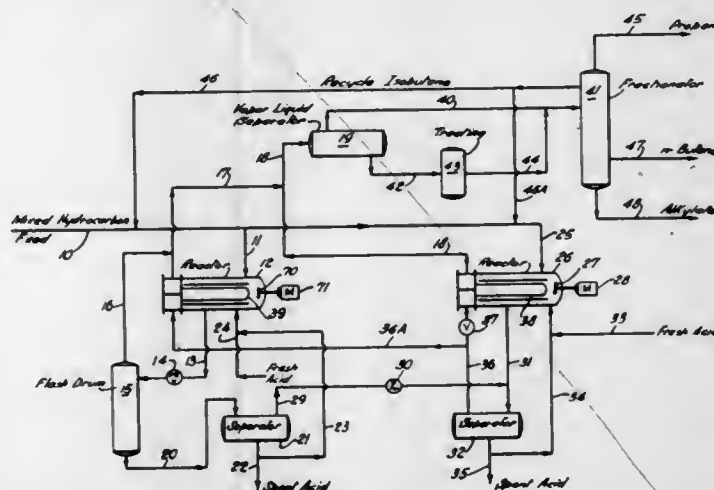 45
Propan
46
Recycle Isobutane
40
41
Fractionator
Vapor Liquid
Separator
19
Treating
18
17
43
44
42
46A
47
n-Butane
48
Alkylate
Mixed Hydrocarbon
Feed
10
11
18
25
26
27
Reactor
12
70
71
M
Reactor
M
28
16
39
38
24
37
33
Fresh Acid
36A
14
13
Fresh
Acid
30
36
31
34
Flash Drum
15
29
23
Separator
21
Separator
32
20
22
35
Spent Acid
Spent Acid